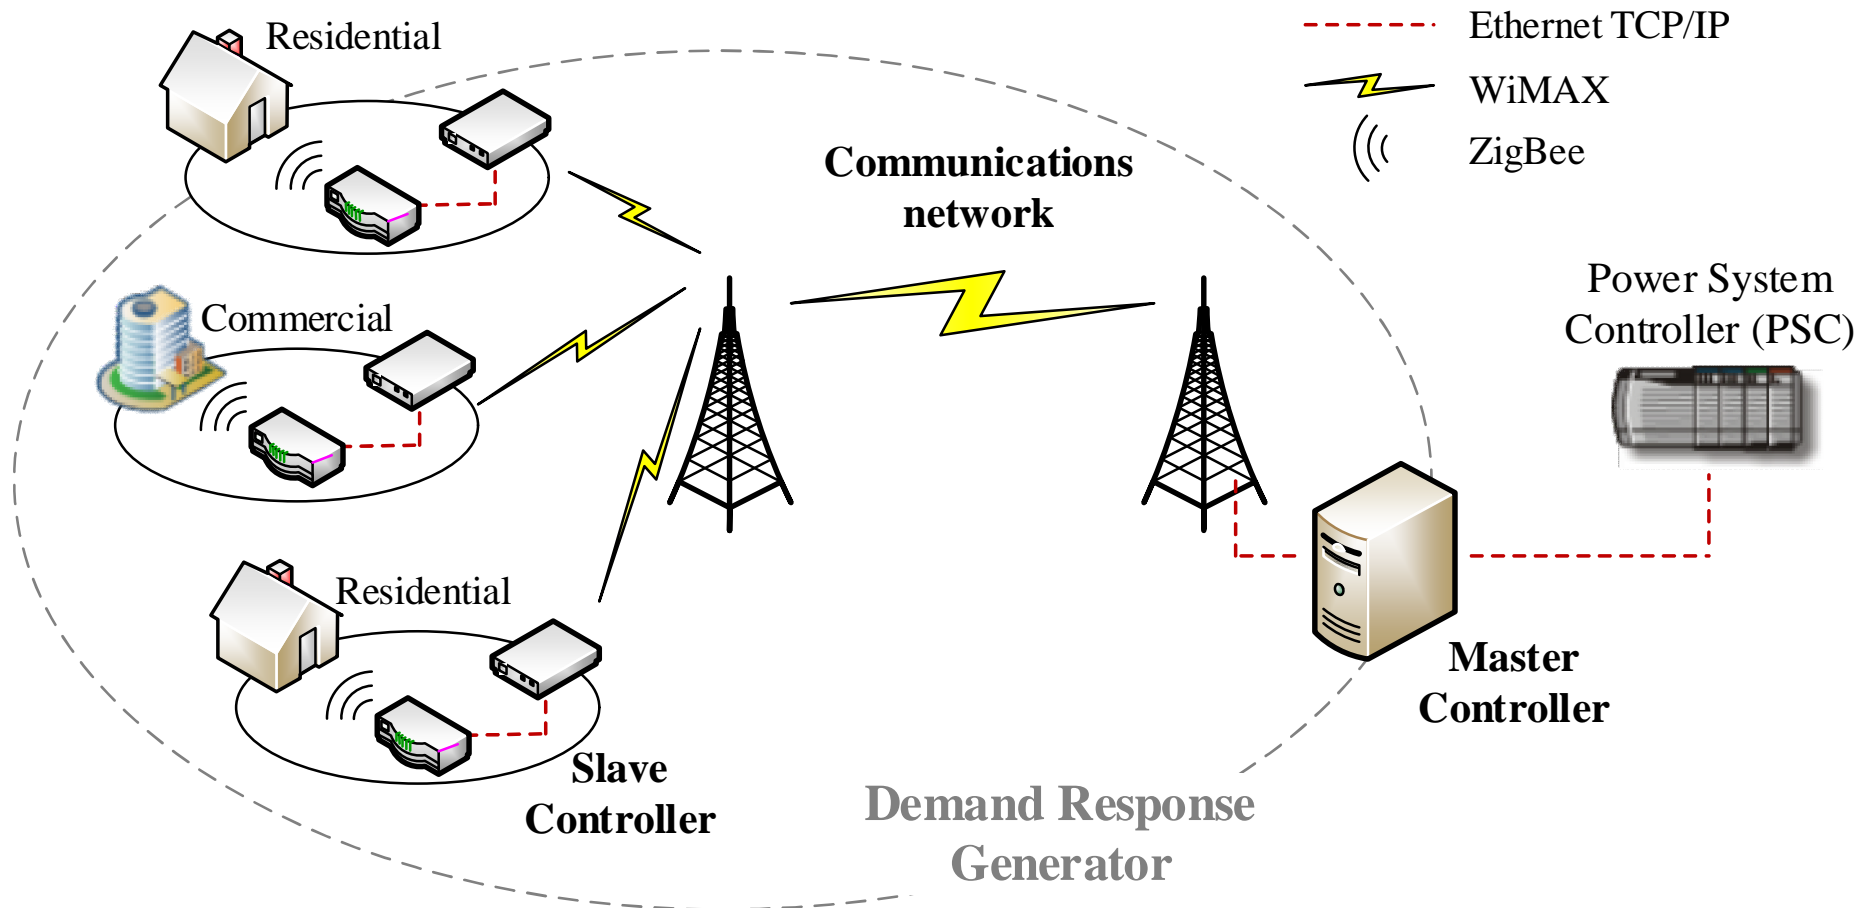 Residential
Ethernet TCP/IP
WiMAX
ZigBee
Communications
network
Power System
Controller (PSC)
Commercial
Residential
Master
Controller
Slave
Controller
Demand Response
Generator